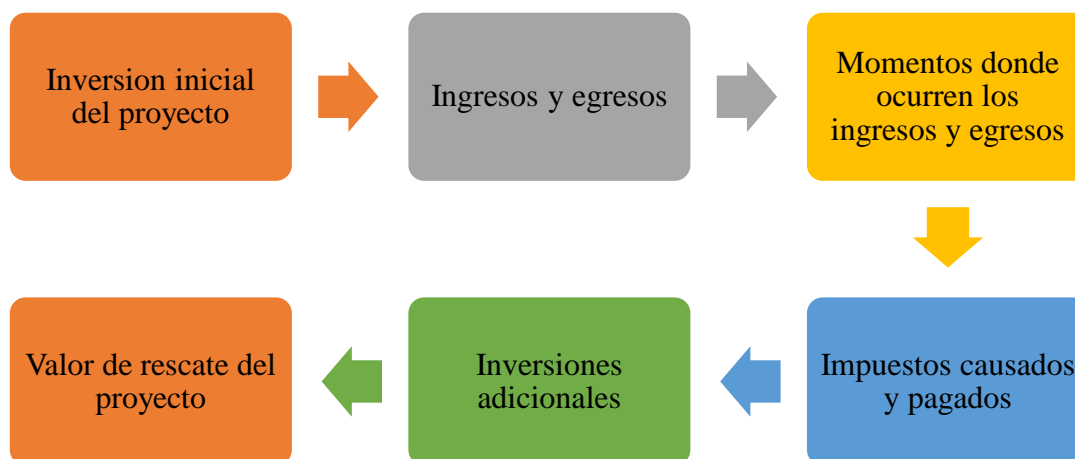 Inversion inicial
del proyecto
Ingresos y egresos
Momentos donde
ocurren los
ingresos y egresos
Impuestos causados
y pagados
Inversiones
adicionales
Valor de rescate del
proyecto